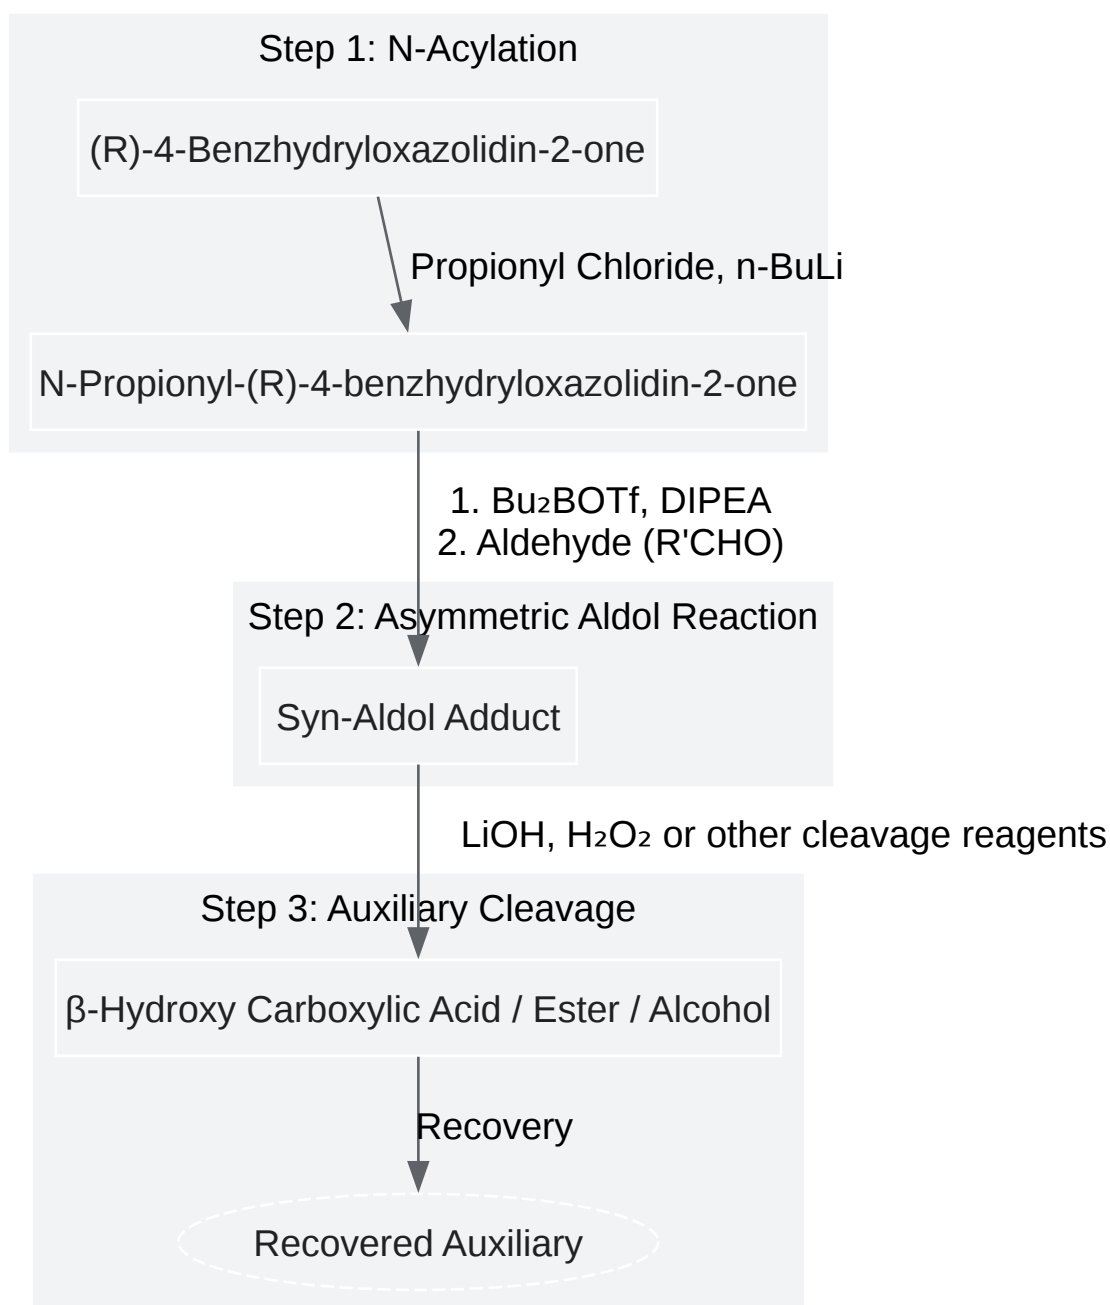 Step 1: N-Acylation
(R)-4-Benzhydryloxazolidin-2-one
Propionyl Chloride, n-BuLi
N-Propionyl-(R)-4-benzhydryloxazolidin-2-one
1. Bu₂BOTf, DIPEA
2. Aldehyde (R'CHO)
Step 2: Asymmetric Aldol Reaction
Syn-Aldol Adduct
LiOH, H₂O₂ or other cleavage reagents
Step 3: Auxiliary Cleavage
β-Hydroxy Carboxylic Acid / Ester / Alcohol
Recovery
Recovered Auxiliary